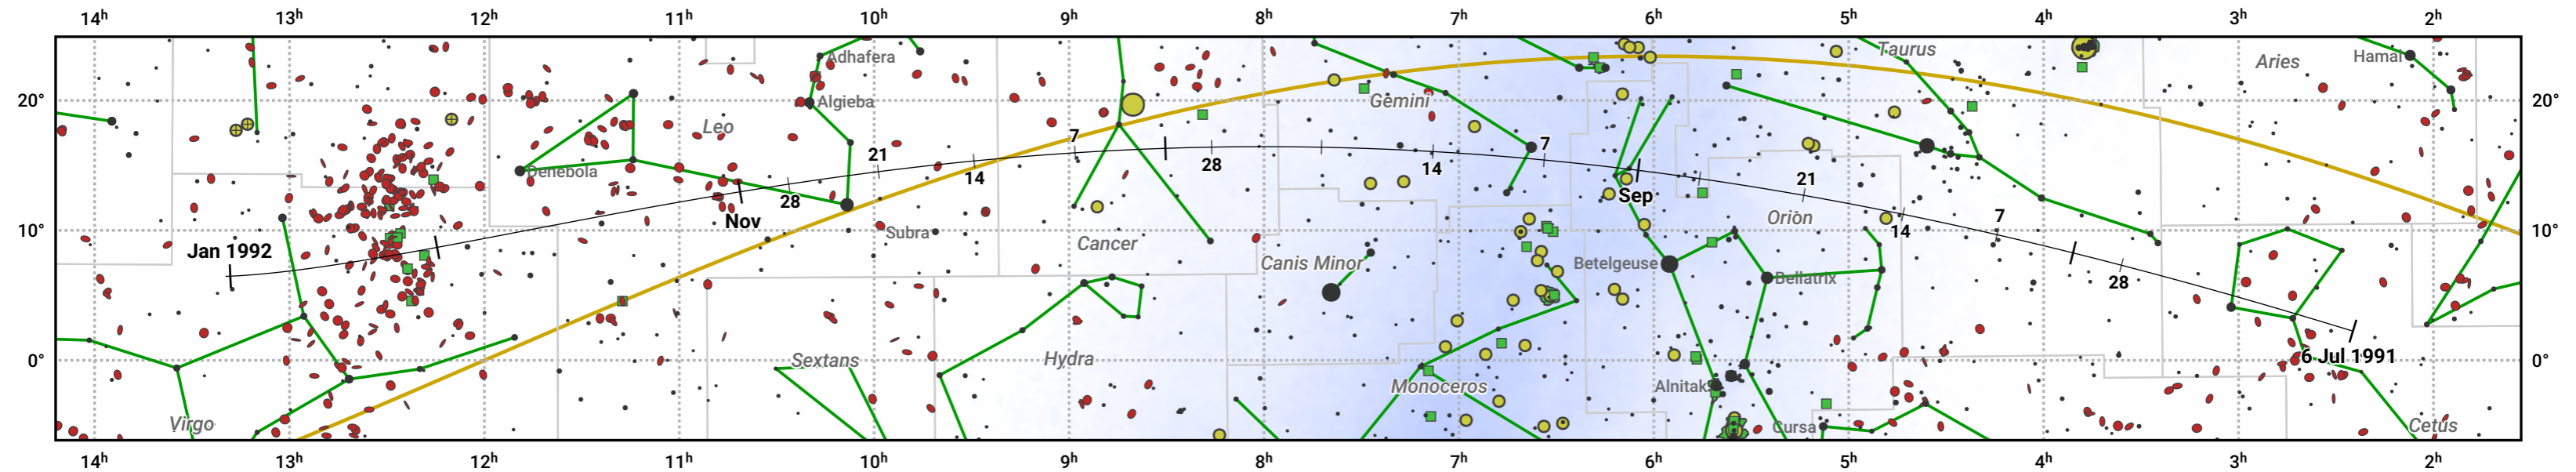 14h 13h 12h 11h 10h 9h 8h 7h 6h 5h 4h 3h 2h
Adhafera
Taurus
Hamal
Aries
20°
Algieba
Gemini
20°
Leo
7
21
28
14
7
14
Denebola
28
Nov
Sep
21
Orion
14
7
10°
Subra
Cancer
10°
Jan 1992
Canis Minor
Betelgeuse
Bellatrix
28
0°
Sextans
Hydra
6 Jul 1991
0°
Monoceros
Alnitak
Virgo
Cursa
Cetus
14h 13h 12h 11h 10h 9h 8h 7h 6h 5h 4h 3h 2h